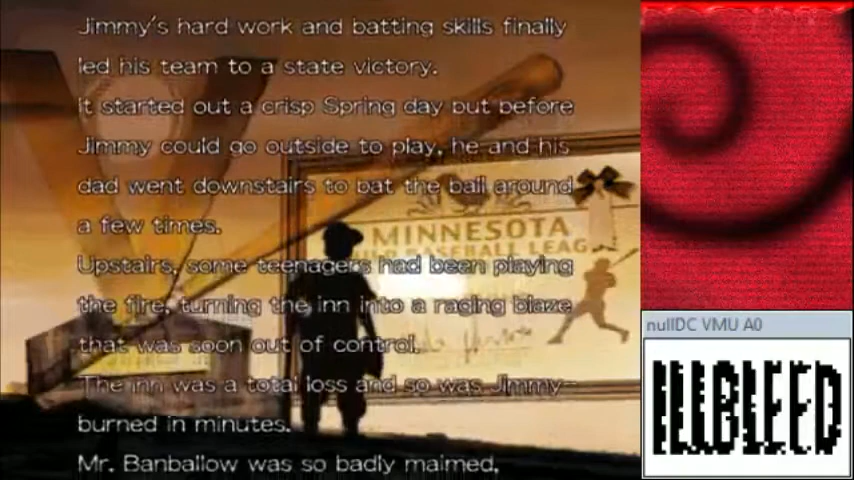 Jimmy's hard work and batting skills finally
led his team to a state victory.
It started out a crisp Spring day but before
Jimmy could go outside to play, he and his
dad went downstairs to bat the ball around
a few times.
Upstairs, some teenagers had been playing
the fire, turning the inn into a raging blaze
that was soon out of control.
The inn was a total loss and so was Jimmy-
burned in minutes.
Mr. Banballow was so badly maimed,
MINNESOTA
BASEBALL LEAG
nullDC VMU A0
ILLBLEED